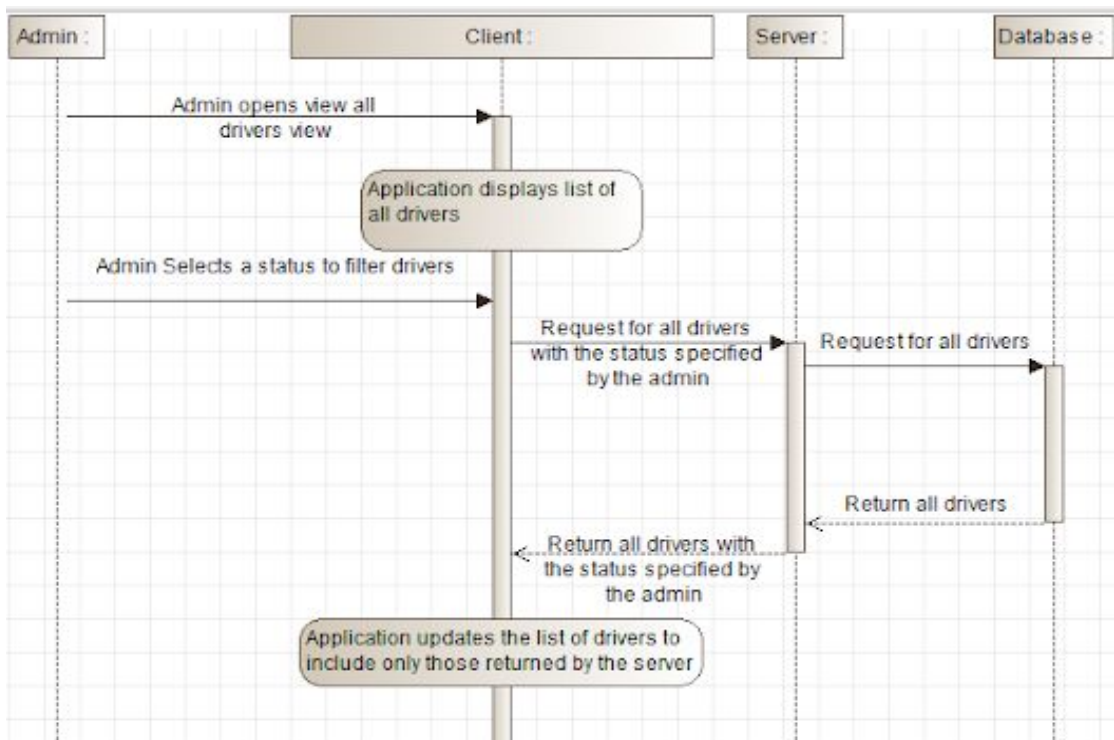 Admin :
Client :
Server :
Database :
Admin opens view all
drivers view
Application displays list of
all drivers
Admin Selects a status to filter drivers
Request for all drivers
with the status specified
by the admin
Request for all drivers
Return all drivers
Return all drivers with
the status specified by
the admin
Application updates the list of drivers to
include only those returned by the server